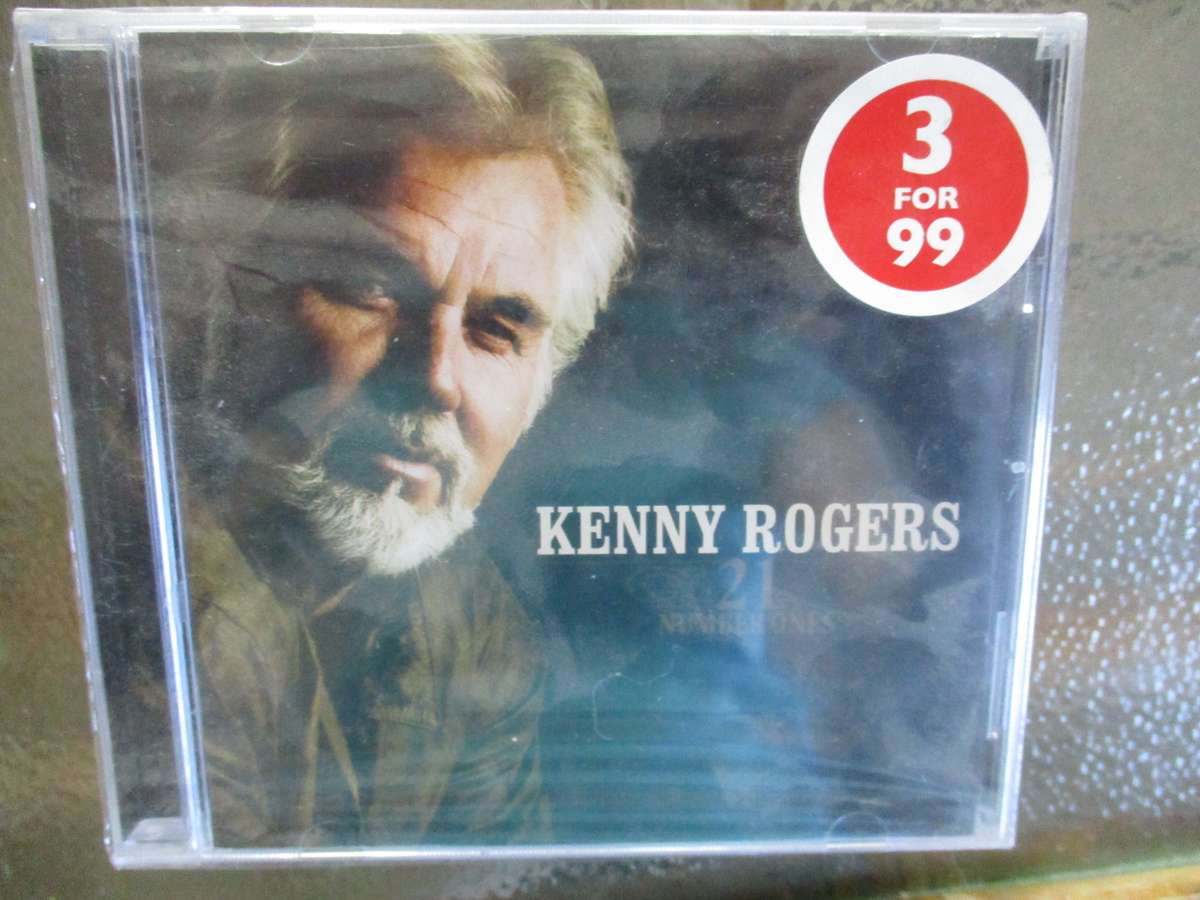 3
FOR
99
KENNY ROGERS
21
NUMBER ONES